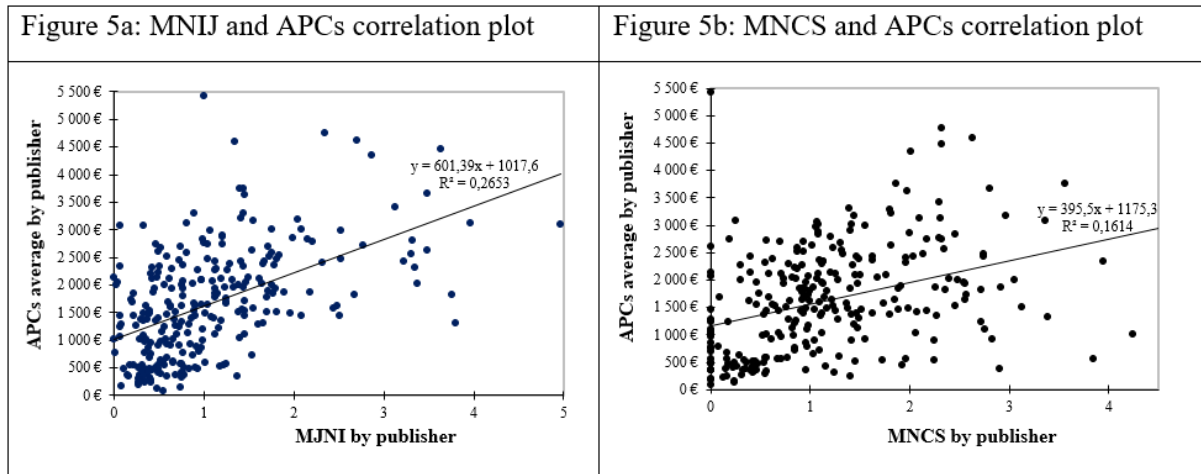 Figure 5a: MNIJ and APCs correlation plot
APCs average by publisher
5 500 €
5 000 €
4 500 €
4 000 €
3 500 €
3 000 €
2 500 €
2 000 €
1 500 €
1 000 €
500 €
0 €
y = 601,39x + 1017,6
R² = 0,2653
0 1 2 3 4 5
MJNI by publisher
Figure 5b: MNCS and APCs correlation plot
APCs average by publisher
5 500 €
5 000 €
4 500 €
4 000 €
3 500 €
3 000 €
2 500 €
2 000 €
1 500 €
1 000 €
500 €
0 €
y = 395,5x + 1175,3
R² = 0,1614
0 1 2 3 4
MNCS by publisher